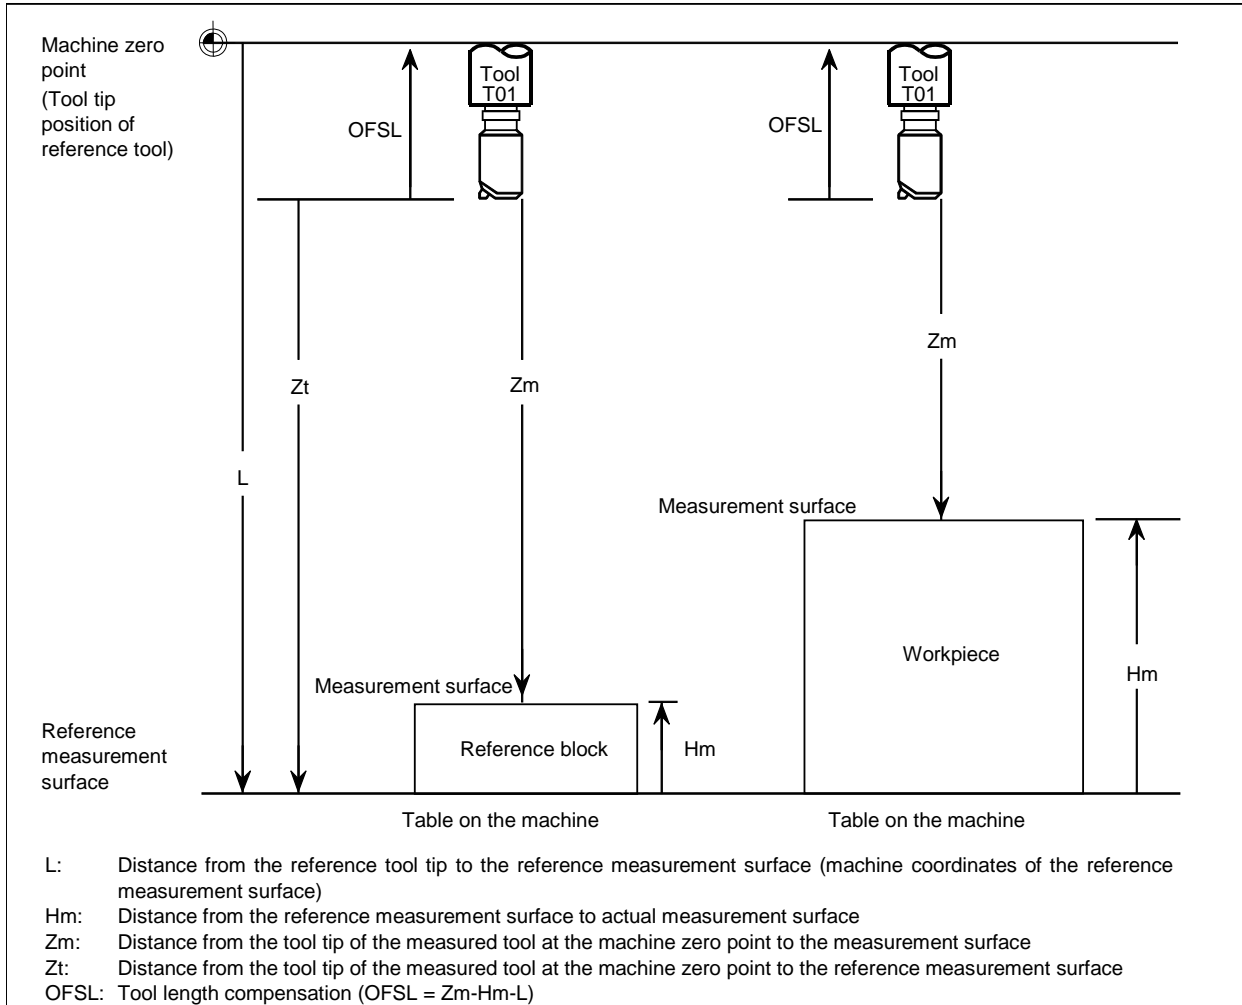 Machine zero
point
(Tool tip
position of
reference tool)
OFSL
Tool
T01
OFSL
Tool
T01
Zm
Zt
Zm
L
Measurement surface
Workpiece
Hm
Measurement surface
Reference
measurement
surface
Reference block
Hm
Table on the machine
Table on the machine
L: Distance from the reference tool tip to the reference measurement surface (machine coordinates of the reference
measurement surface)
Hm: Distance from the reference measurement surface to actual measurement surface
Zm: Distance from the tool tip of the measured tool at the machine zero point to the measurement surface
Zt: Distance from the tool tip of the measured tool at the machine zero point to the reference measurement surface
OFSL: Tool length compensation (OFSL = Zm-Hm-L)